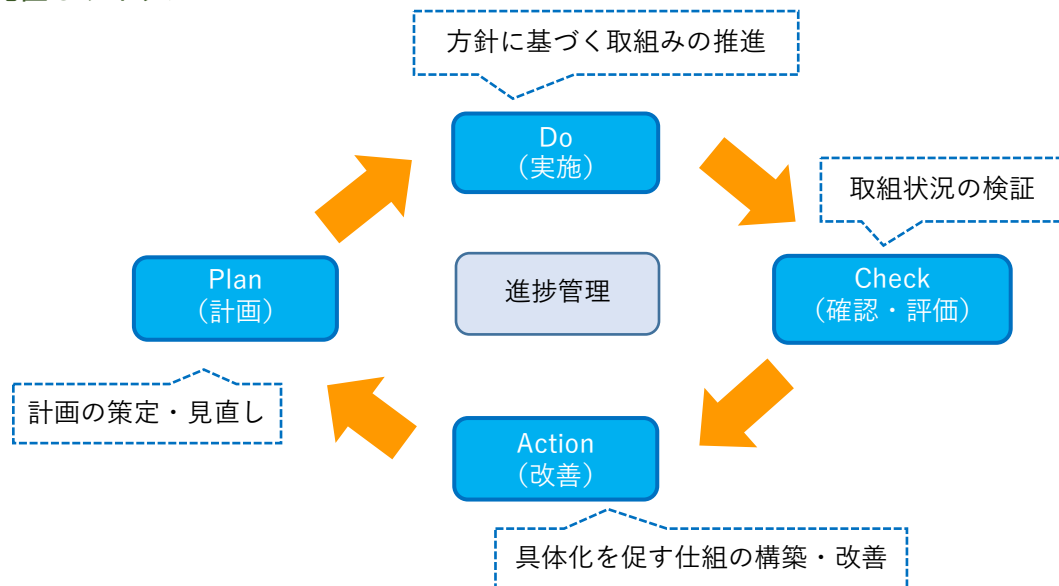 方針に基づく取組みの推進
Do
（実施）
取組状況の検証
Plan
（計画）
進捗管理
Check
（確認・評価）
計画の策定・見直し
Action
（改善）
具体化を促す仕組の構築・改善